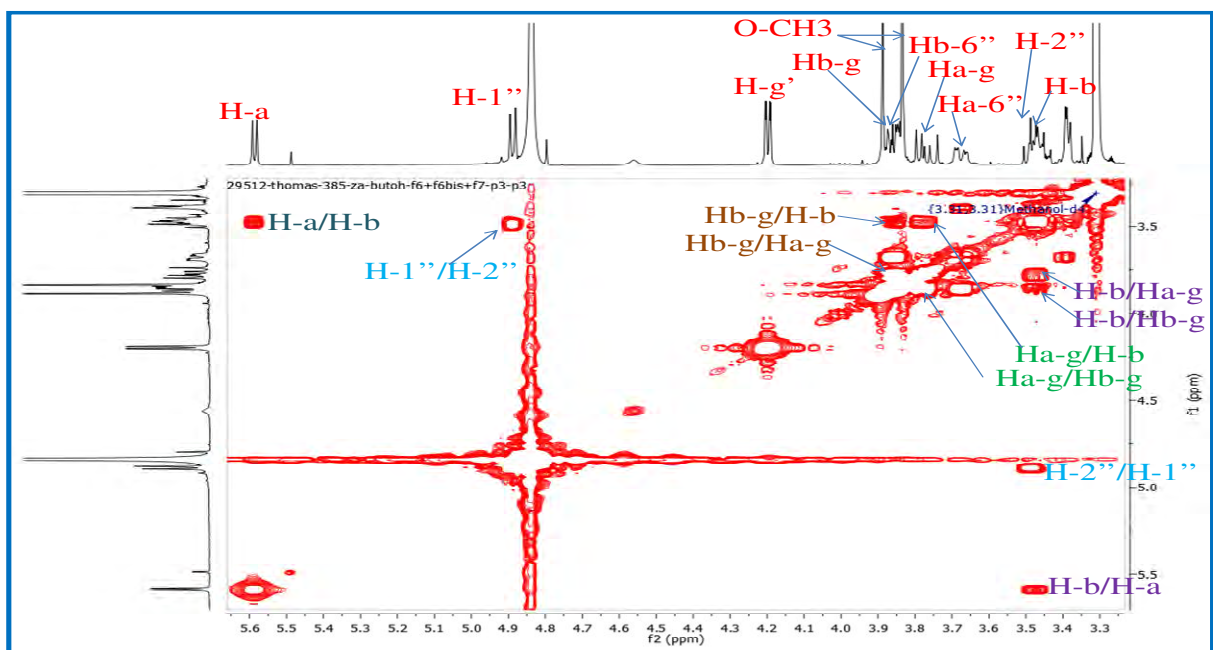 O-CH3
Hb-6’’
H-2’’
Hb-g
Ha-g
H-b
H-a
H-1’’
H-g’
Ha-6’’
29512-thomas-385-za-butoh-f6+f6bis+f7-p3-p3
H-a/H-b
Hb-g/H-b
{3.31,3.31}Methanol-d4
3.5
Hb-g/Ha-g
H-1’’/H-2’’
H-b/Ha-g
H-b/Hb-g
Ha-g/H-b
Ha-g/Hb-g
4.5
f1 (ppm)
H-2’’/H-1’’
5.0
5.5
H-b/H-a
5.6 5.5 5.4 5.3 5.2 5.1 5.0 4.9 4.8 4.7 4.6 4.5 4.4 4.3 4.2 4.1 4.0 3.9 3.8 3.7 3.6 3.5 3.4 3.3
f2 (ppm)